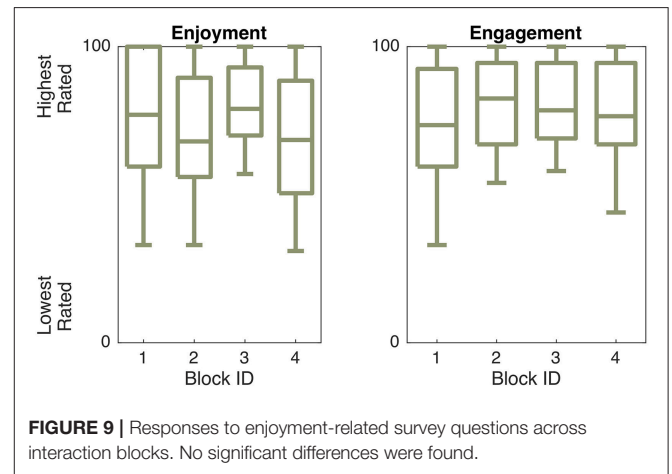 Enjoyment
Engagement
100
Highest
Rated
Lowest
Rated
0
1 2 3 4
Block ID
100
0
1 2 3 4
Block ID
FIGURE 9 | Responses to enjoyment-related survey questions across
interaction blocks. No significant differences were found.